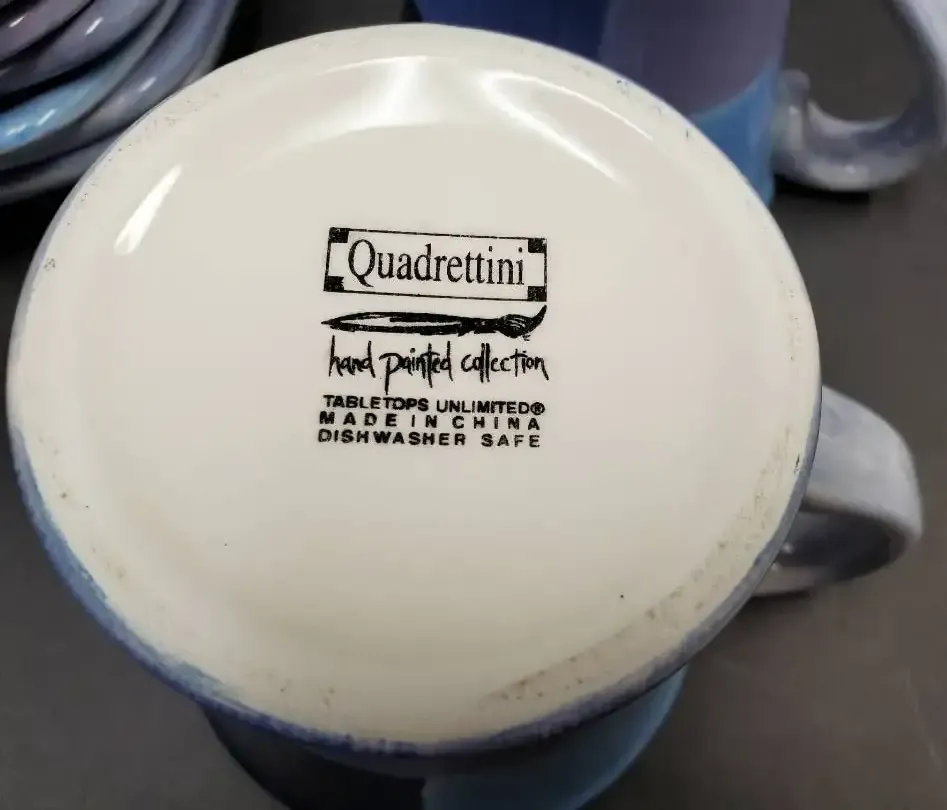 Quadrettini
hand painted collection
TABLETOPS UNLIMITED®
MADE IN CHINA
DISHWASHER SAFE